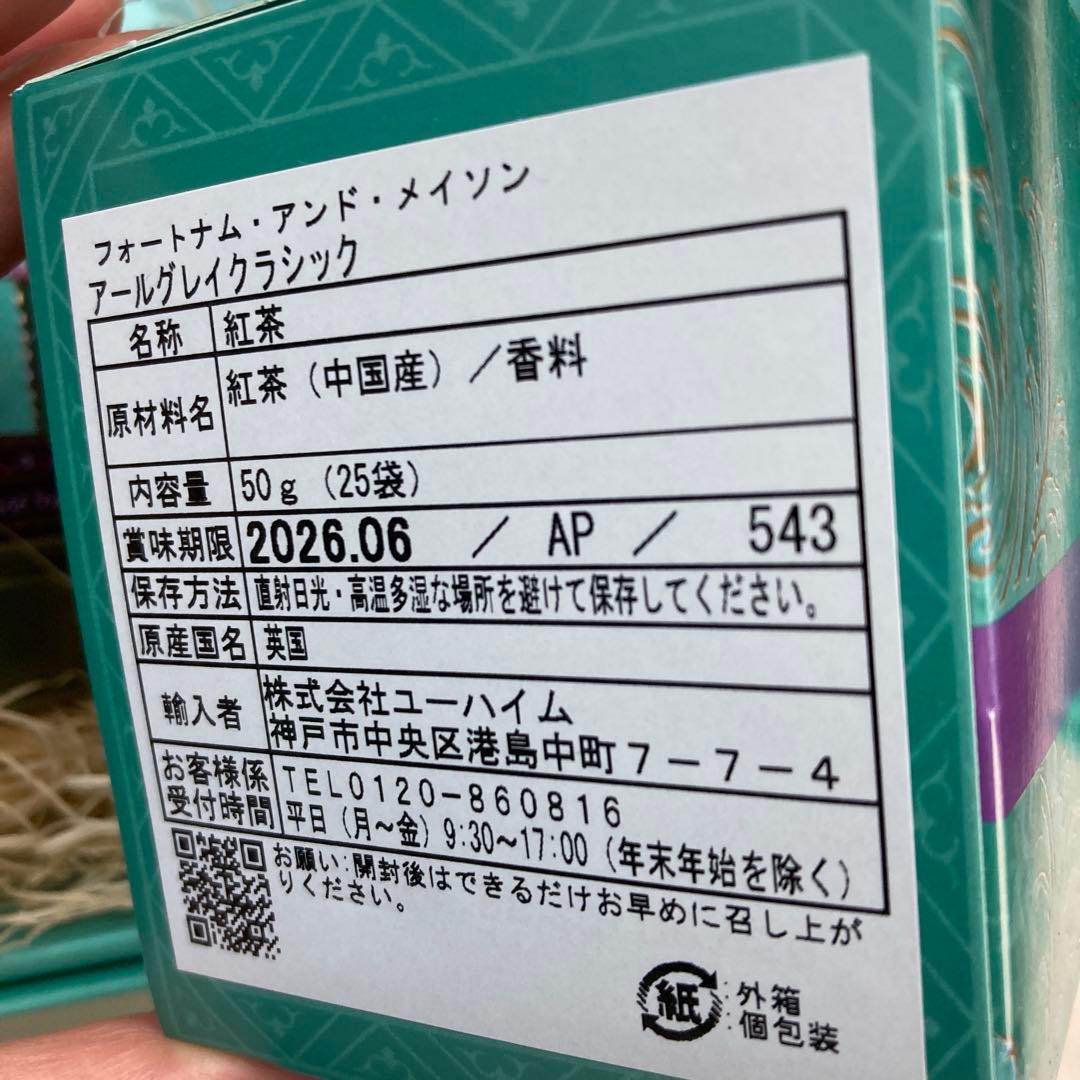 フォートナム・アンド・メイソン
アールグレイクラシック
名称 紅茶
原材料名 紅茶（中国産）／香料
内容量 50ｇ（25袋）
賞味期限 2026.06 ／ AP ／ 543
保存方法 直射日光・高温多湿な場所を避けて保存してください。
原産国名 英国
輸入者 株式会社ユーハイム
神戸市中央区港島中町７－７－４
お客様係 ＴＥＬ０１２０－８６０８１６
受付時間 平日（月～金）9:30～17:00（年末年始を除く）
お願い：開封後はできるだけお早めに召し上が
りください。
紙：外箱
：個包装